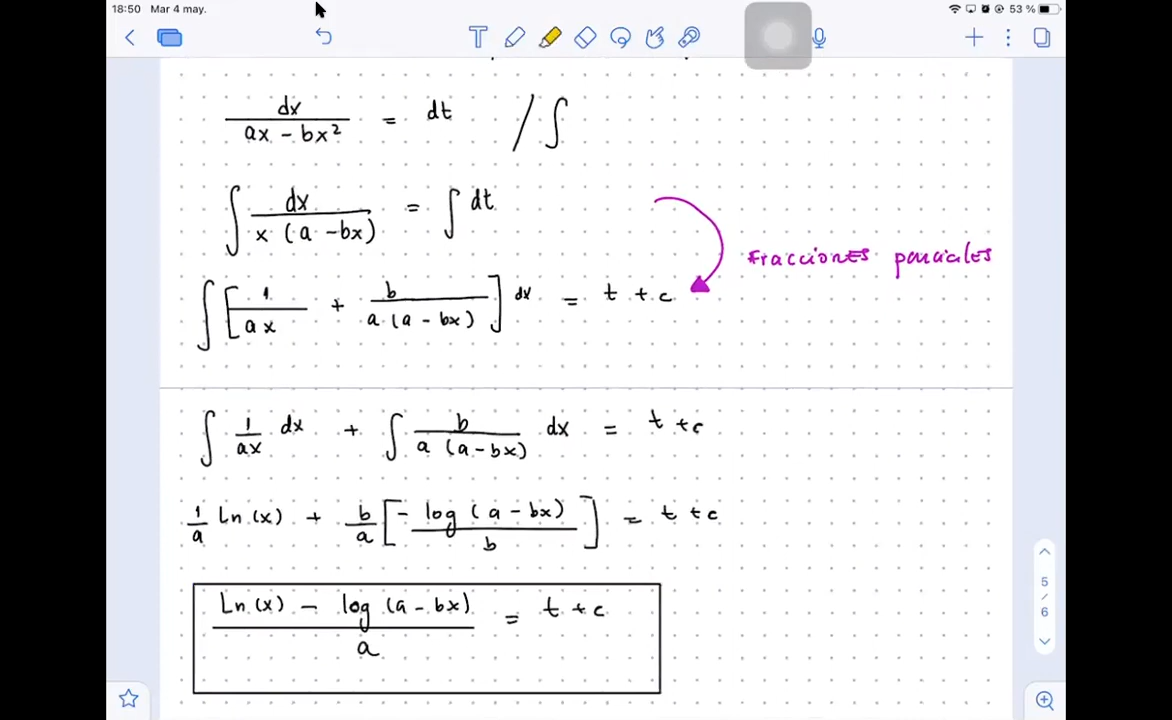 18:50 Mar 4 may. 53 %
dx / (ax - bx²) = dt /∫
∫ dx / (x (a - bx)) = ∫ dt
Fracciones parciales
∫ [ 1 / (ax) + b / (a (a - bx)) ] dx = t + c
∫ 1/(ax) dx + ∫ b / (a (a - bx)) dx = t + c
1/a Ln (x) + b/a [ - log (a - bx) / b ] = t + c
(Ln (x) - log (a - bx)) / a = t + c
5
/
6